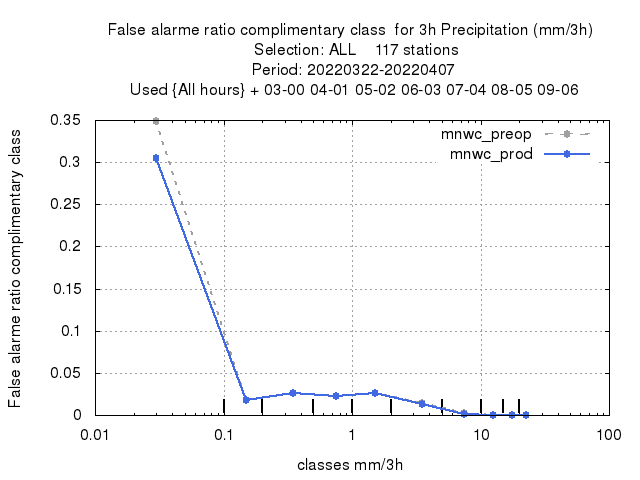 False alarme ratio complimentary class  for 3h Precipitation (mm/3h)
Selection: ALL    117 stations
Period: 20220322-20220407
Used {All hours} + 03-00 04-01 05-02 06-03 07-04 08-05 09-06
mnwc_preop
mnwc_prod
False alarme ratio complimentary class
0.35
0.3
0.25
0.2
0.15
0.1
0.05
0
0.01 0.1 1 10 100
classes mm/3h